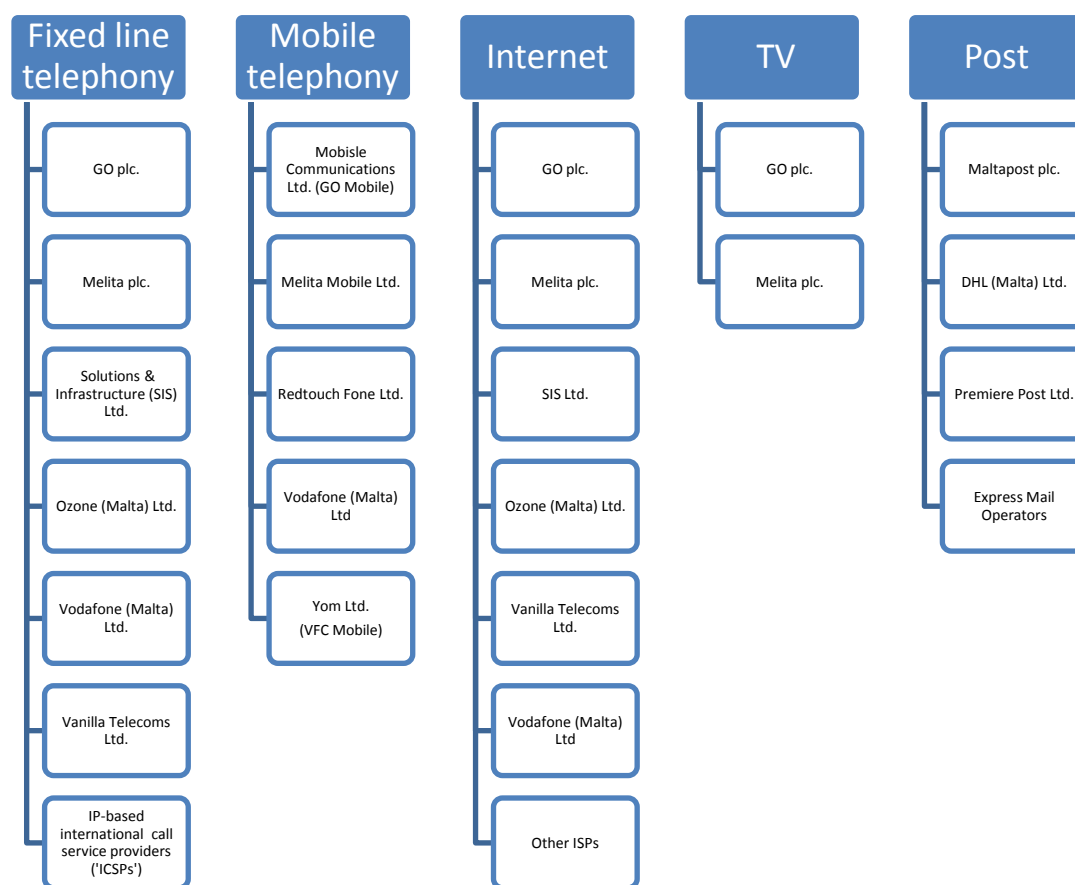 Fixed line
telephony
GO plc.
Melita plc.
Solutions &
Infrastructure (SIS)
Ltd.
Ozone (Malta) Ltd.
Vodafone (Malta)
Ltd.
Vanilla Telecoms
Ltd.
IP-based
international call
service providers
('ICSPs')
Mobile
telephony
Mobisle
Communications
Ltd. (GO Mobile)
Melita Mobile Ltd.
Redtouch Fone Ltd.
Vodafone (Malta)
Ltd
Yom Ltd.
(VFC Mobile)
Internet
GO plc.
Melita plc.
SIS Ltd.
Ozone (Malta) Ltd.
Vanilla Telecoms
Ltd.
Vodafone (Malta)
Ltd
Other ISPs
TV
GO plc.
Melita plc.
Post
Maltapost plc.
DHL (Malta) Ltd.
Premiere Post Ltd.
Express Mail
Operators